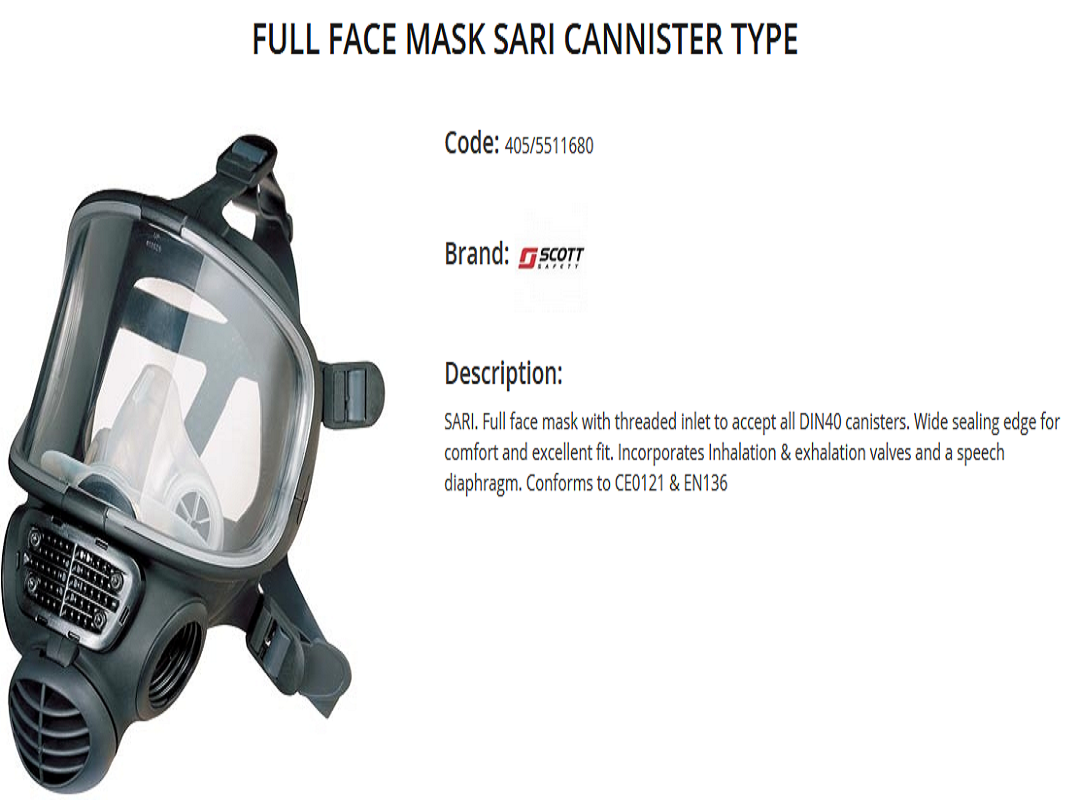 FULL FACE MASK SARI CANNISTER TYPE
Code: 405/5511680
Brand: SCOTT
SAFETY
Description:
SARI. Full face mask with threaded inlet to accept all DIN40 canisters. Wide sealing edge for
comfort and excellent fit. Incorporates Inhalation & exhalation valves and a speech
diaphragm. Conforms to CE0121 & EN136